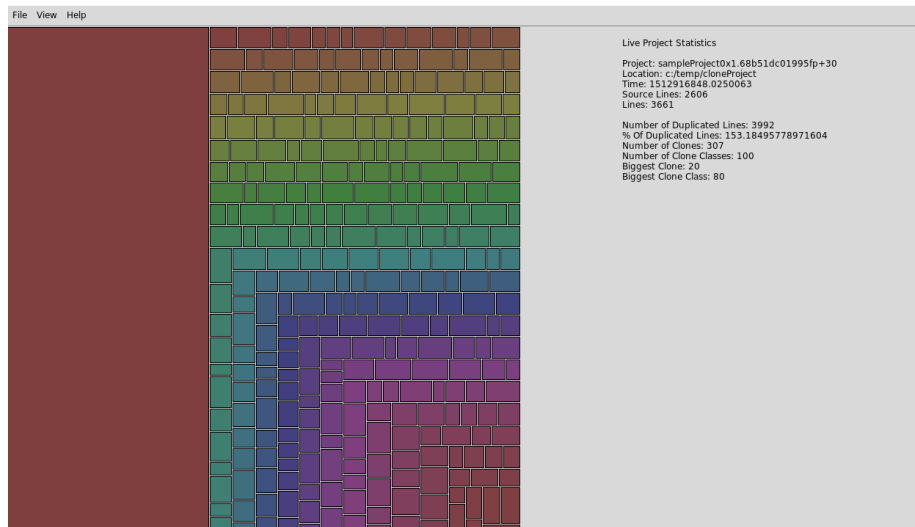 File View Help
Live Project Statistics
Project: sampleProject0x1.68b51dc01995fp+30
Location: c:/temp/cloneProject
Time: 1512916848.0250063
Source Lines: 2606
Lines: 3661
Number of Duplicated Lines: 3992
% Of Duplicated Lines: 153.18495778971604
Number of Clones: 307
Number of Clone Classes: 100
Biggest Clone: 20
Biggest Clone Class: 80